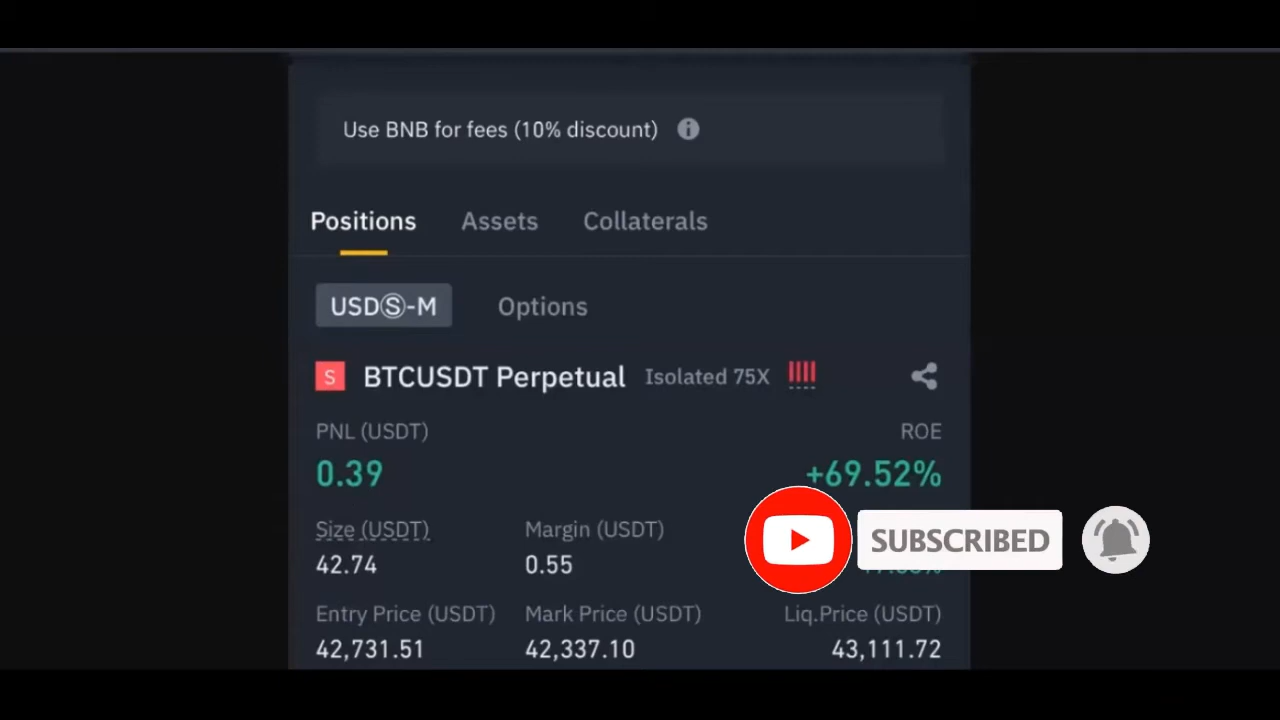 Use BNB for fees (10% discount)
Positions Assets Collaterals
USDⓈ-M Options
S BTCUSDT Perpetual Isolated 75X
PNL (USDT) ROE
0.39 +69.52%
Size (USDT) Margin (USDT)
SUBSCRIBED
42.74 0.55
Entry Price (USDT) Mark Price (USDT) Liq.Price (USDT)
42,731.51 42,337.10 43,111.72